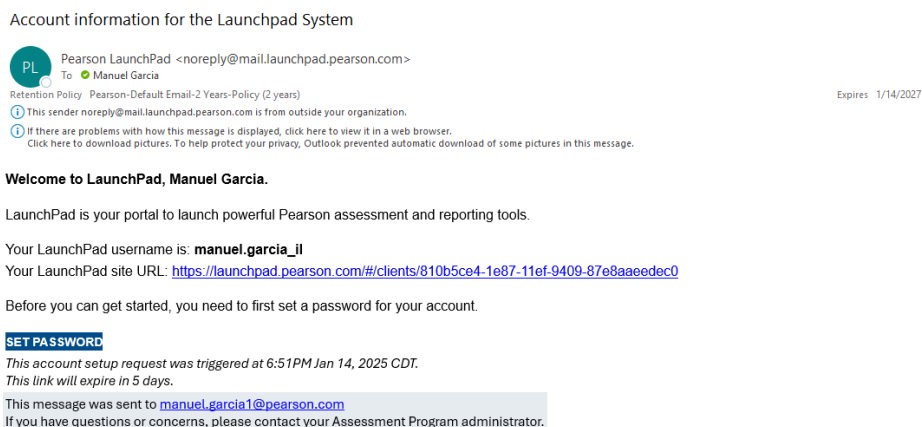 Account information for the Launchpad System
PL
Pearson LaunchPad <noreply@mail.launchpad.pearson.com>
To Manuel Garcia
Retention Policy Pearson-Default Email-2 Years-Policy (2 years)
Expires 1/14/2027
This sender noreply@mail.launchpad.pearson.com is from outside your organization.
If there are problems with how this message is displayed, click here to view it in a web browser.
Click here to download pictures. To help protect your privacy, Outlook prevented automatic download of some pictures in this message.
Welcome to LaunchPad, Manuel Garcia.
LaunchPad is your portal to launch powerful Pearson assessment and reporting tools.
Your LaunchPad username is: manuel.garcia_il
Your LaunchPad site URL: https://launchpad.pearson.com/#/clients/810b5ce4-1e87-11ef-9409-87e8aaeedec0
Before you can get started, you need to first set a password for your account.
SET PASSWORD
This account setup request was triggered at 6:51PM Jan 14, 2025 CDT.
This link will expire in 5 days.
This message was sent to manuel.garcia1@pearson.com
If you have questions or concerns, please contact your Assessment Program administrator.